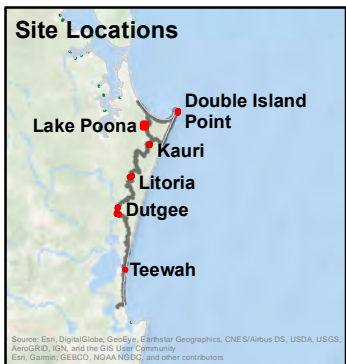 Site Locations
Double Island
Point
Lake Poona
Kauri
Litoria
Dutgee
Teewah
Source: Esri, DigitalGlobe, GeoEye, Earthstar Geographics, CNES/Airbus DS, USDA, USGS,
AeroGRID, IGN, and the GIS User Community
Esri, Garmin, GEBCO, NOAA NGDC, and other contributors